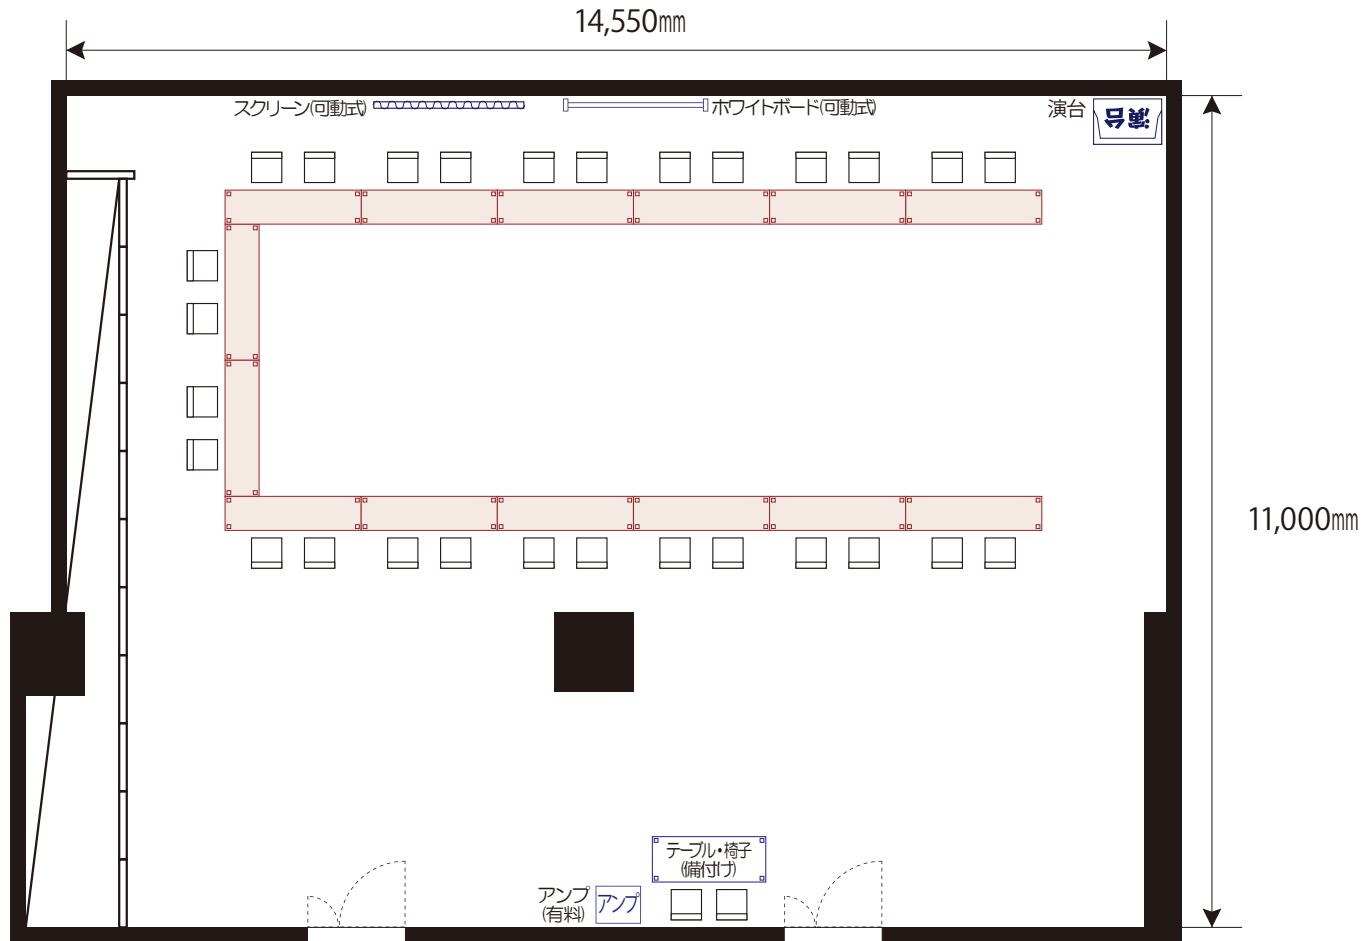 14,550㎜
スクリーン(可動式)
ホワイトボード(可動式)
演台
演台
11,000㎜
テーブル・椅子
(備付け)
アンプ
(有料)
アンプ